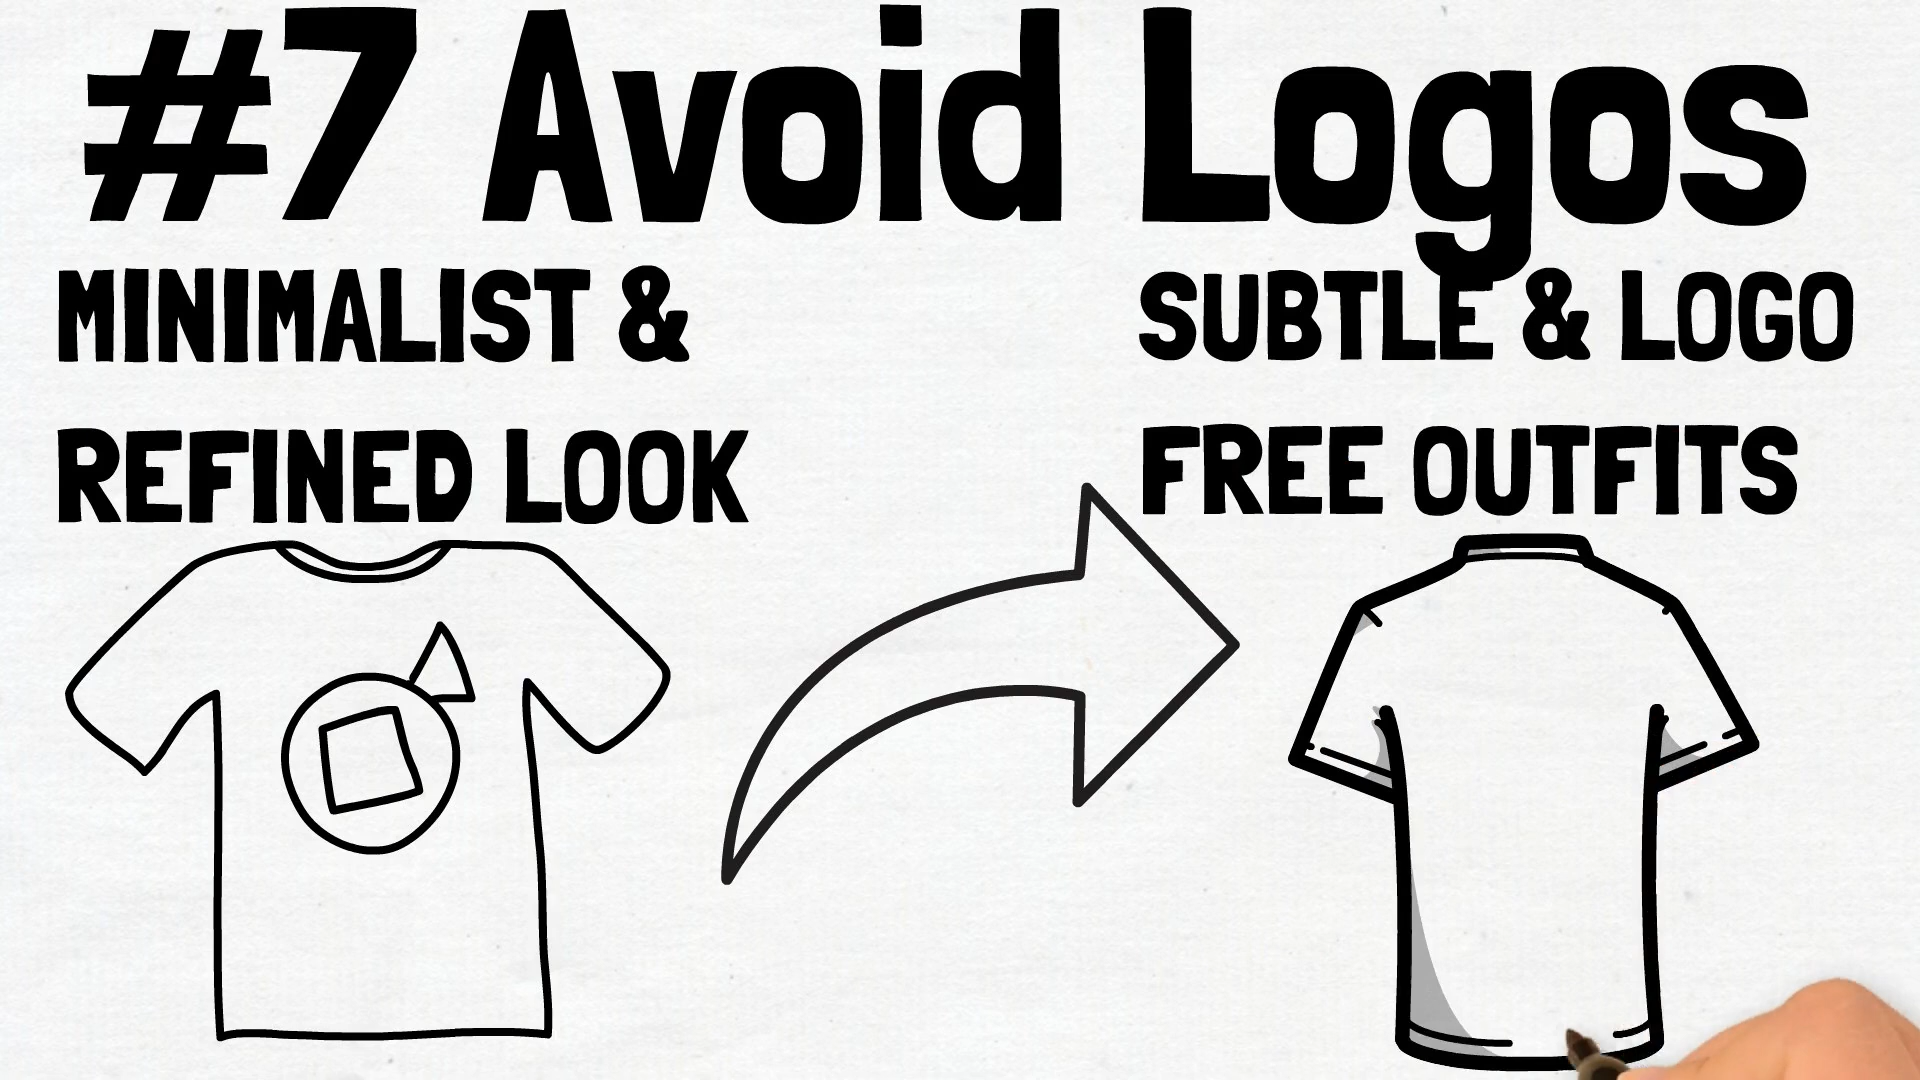 #7 Avoid Logos
MINIMALIST &
REFINED LOOK
SUBTLE & LOGO
FREE OUTFITS